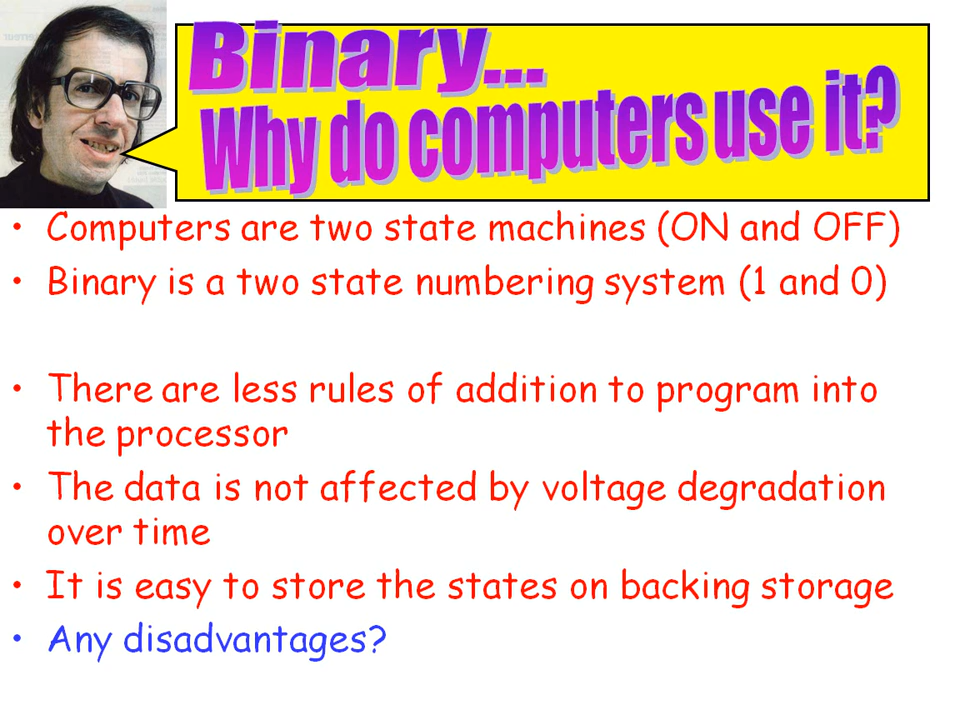 Binary...
Why do computers use it?
• Computers are two state machines (ON and OFF)
• Binary is a two state numbering system (1 and 0)
• There are less rules of addition to program into
the processor
• The data is not affected by voltage degradation
over time
• It is easy to store the states on backing storage
• Any disadvantages?